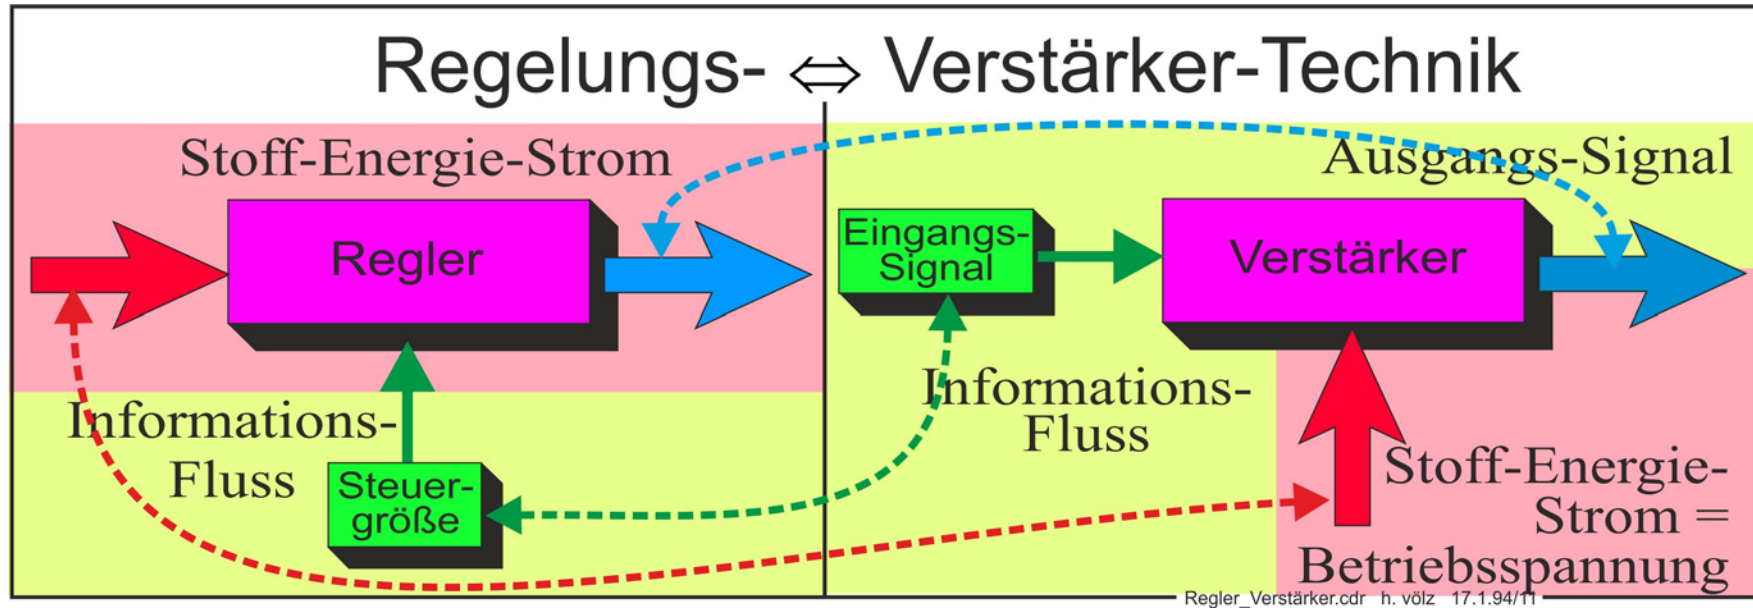 Regelungs- ⇔ Verstärker-Technik
Stoff-Energie-Strom
Regler
Informations-
Fluss
Steuer-
größe
Ausgangs-Signal
Eingangs-
Signal
Verstärker
Informations-
Fluss
Stoff-Energie-
Strom =
Betriebsspannung
Regler_Verstärker.cdr h. völz 17.1.94/11